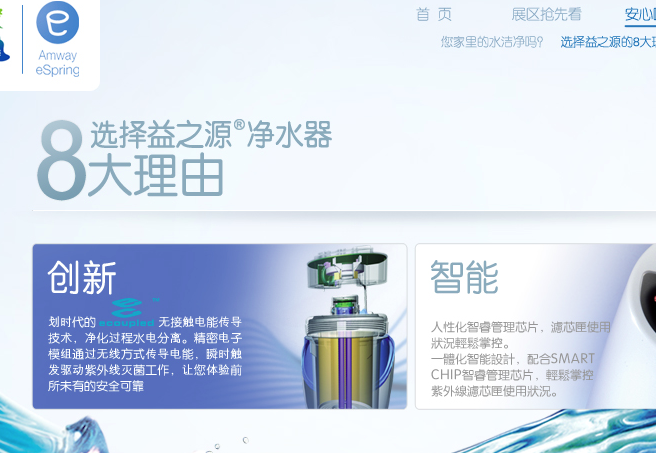 Amway
eSpring
首 页
展区抢先看
安心
您家里的水洁净吗?
选择益之源的8大
选择益之源®净水器
8大理由
创新
划时代的 ecoupled™ 无接触电能传导
技术，净化过程水电分离。精密电子
模组通过无线方式传导电能，瞬时触
发驱动紫外线灭菌工作，让您体验前
所未有的安全可靠
智能
人性化智睿管理芯片，濾芯匣使用
狀況輕鬆掌控。
一體化智能設計，配合SMART
CHIP智睿管理芯片，輕鬆掌控
紫外線濾芯匣使用狀況。